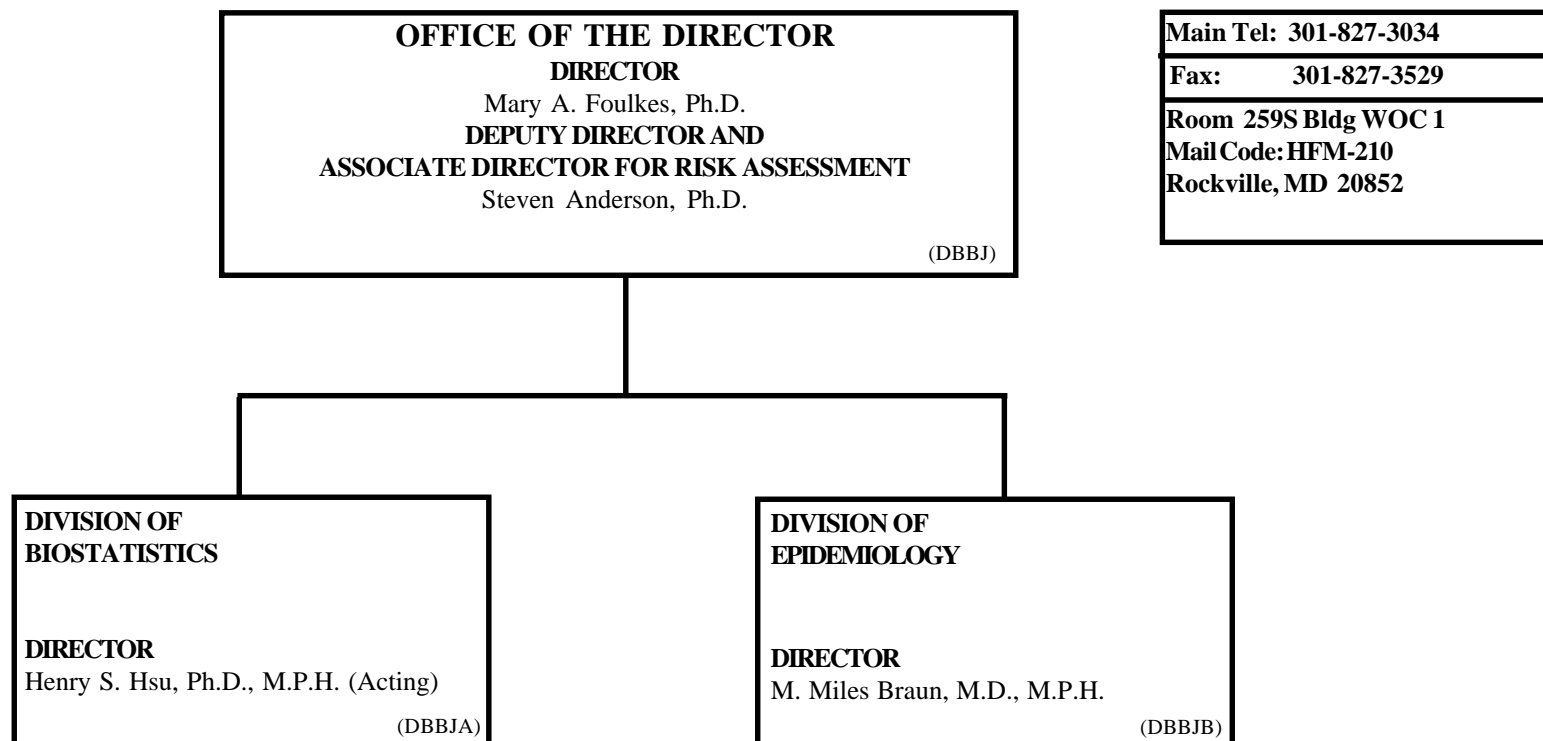 OFFICE OF THE DIRECTOR
DIRECTOR
Mary A. Foulkes, Ph.D.
DEPUTY DIRECTOR AND
ASSOCIATE DIRECTOR FOR RISK ASSESSMENT
Steven Anderson, Ph.D.
(DBBJ)
Main Tel: 301-827-3034
Fax: 301-827-3529
Room 259S Bldg WOC 1
Mail Code: HFM-210
Rockville, MD 20852
DIVISION OF
BIOSTATISTICS
DIRECTOR
Henry S. Hsu, Ph.D., M.P.H. (Acting)
(DBBJA)
DIVISION OF
EPIDEMIOLOGY
DIRECTOR
M. Miles Braun, M.D., M.P.H.
(DBBJB)